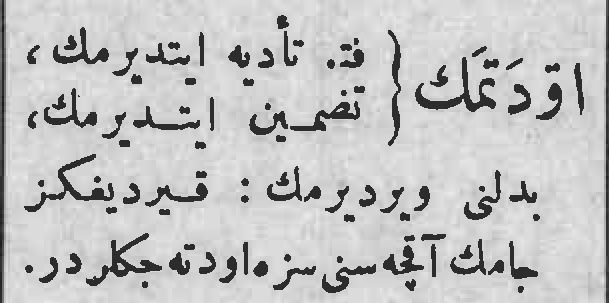 اودَتمَك { فتـ. تأديه ايتديرمك ،
تضمين ايتديرمك،
بدلنى ويرديرمك : قيرديغكز
جامك آقچه سنى سزه اودته جكلر در.